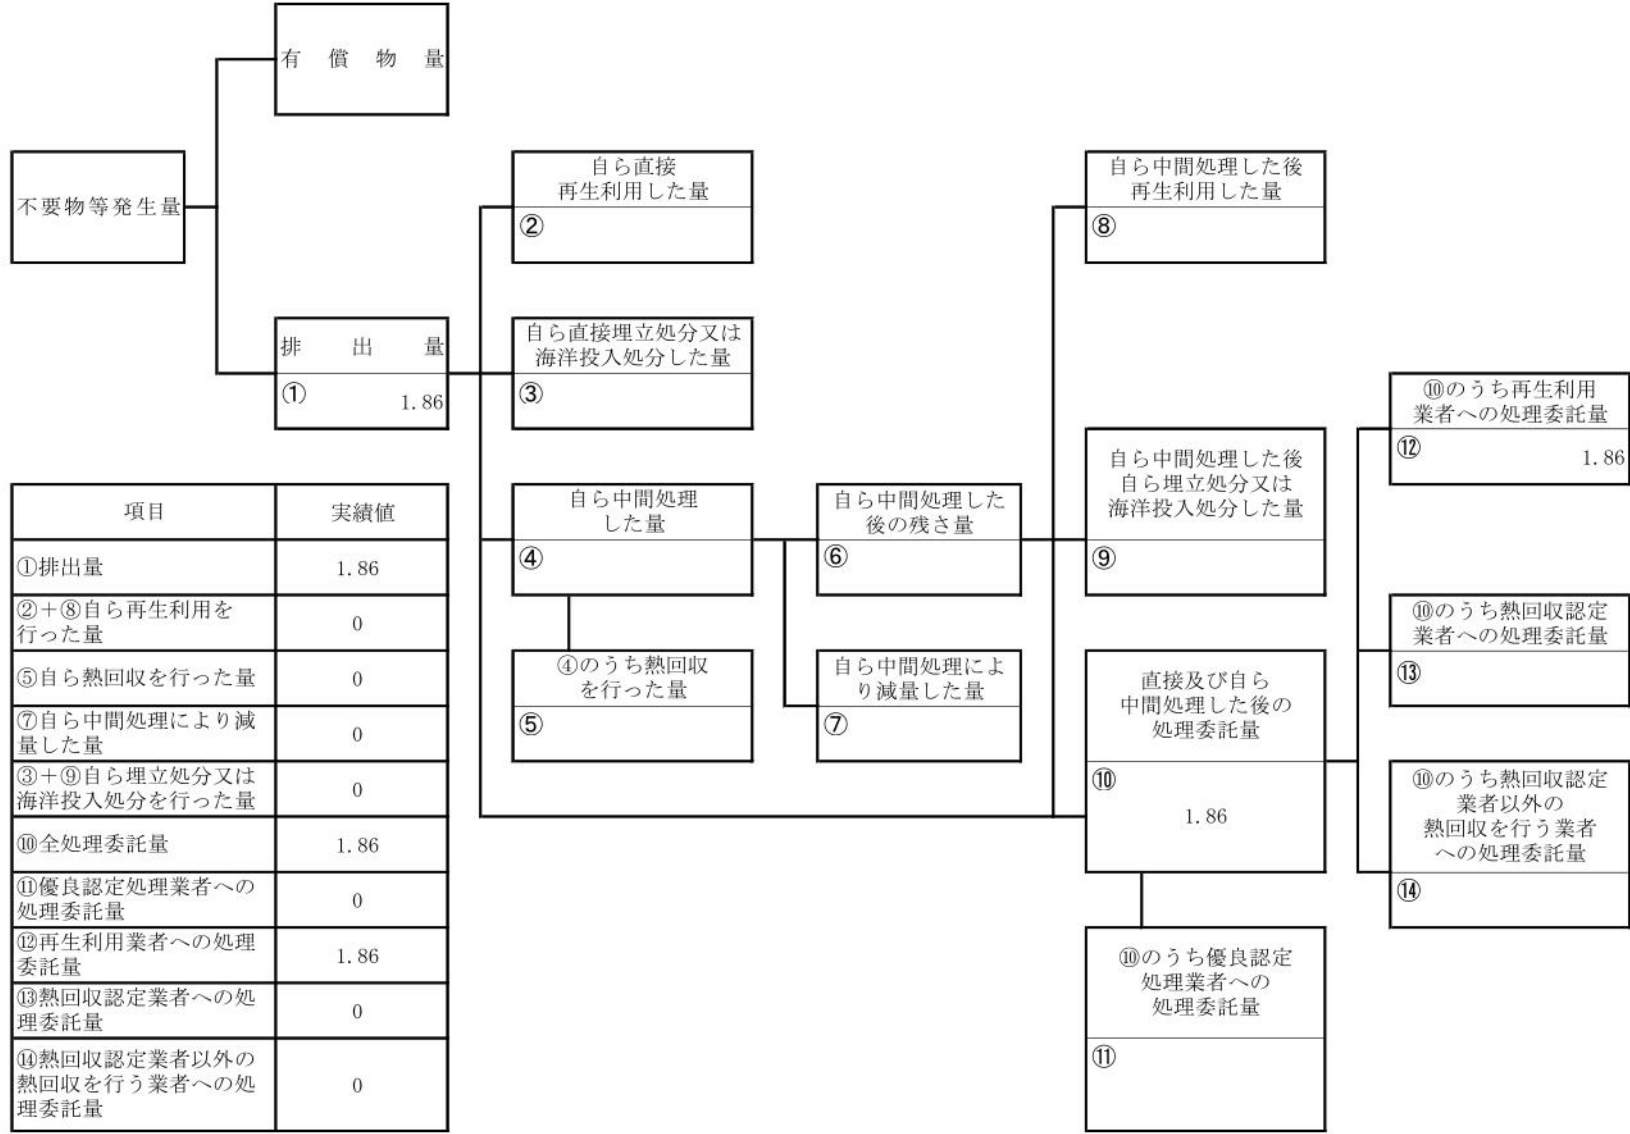 有償物量
不要物等発生量
排出量
①
1.86
自ら直接
再生利用した量
②
自ら直接埋立処分又は
海洋投入処分した量
③
自ら中間処理
した量
④
④のうち熱回収
を行った量
⑤
自ら中間処理した
後の残さ量
⑥
自ら中間処理によ
り減量した量
⑦
自ら中間処理した後
再生利用した量
⑧
自ら中間処理した後
自ら埋立処分又は
海洋投入処分した量
⑨
直接及び自ら
中間処理した後の
処理委託量
⑩
1.86
⑩のうち優良認定
処理業者への
処理委託量
⑪
⑩のうち再生利用
業者への処理委託量
⑫
1.86
⑩のうち熱回収認定
業者への処理委託量
⑬
⑩のうち熱回収認定
業者以外の
熱回収を行う業者
への処理委託量
⑭
項目 実績値
①排出量 1.86
②+⑧自ら再生利用を
行った量 0
⑤自ら熱回収を行った量 0
⑦自ら中間処理により減
量した量 0
③+⑨自ら埋立処分又は
海洋投入処分を行った量 0
⑩全処理委託量 1.86
⑪優良認定処理業者への
処理委託量 0
⑫再生利用業者への処理
委託量 1.86
⑬熱回収認定業者への処
理委託量 0
⑭熱回収認定業者以外の
熱回収を行う業者への処 0
理委託量